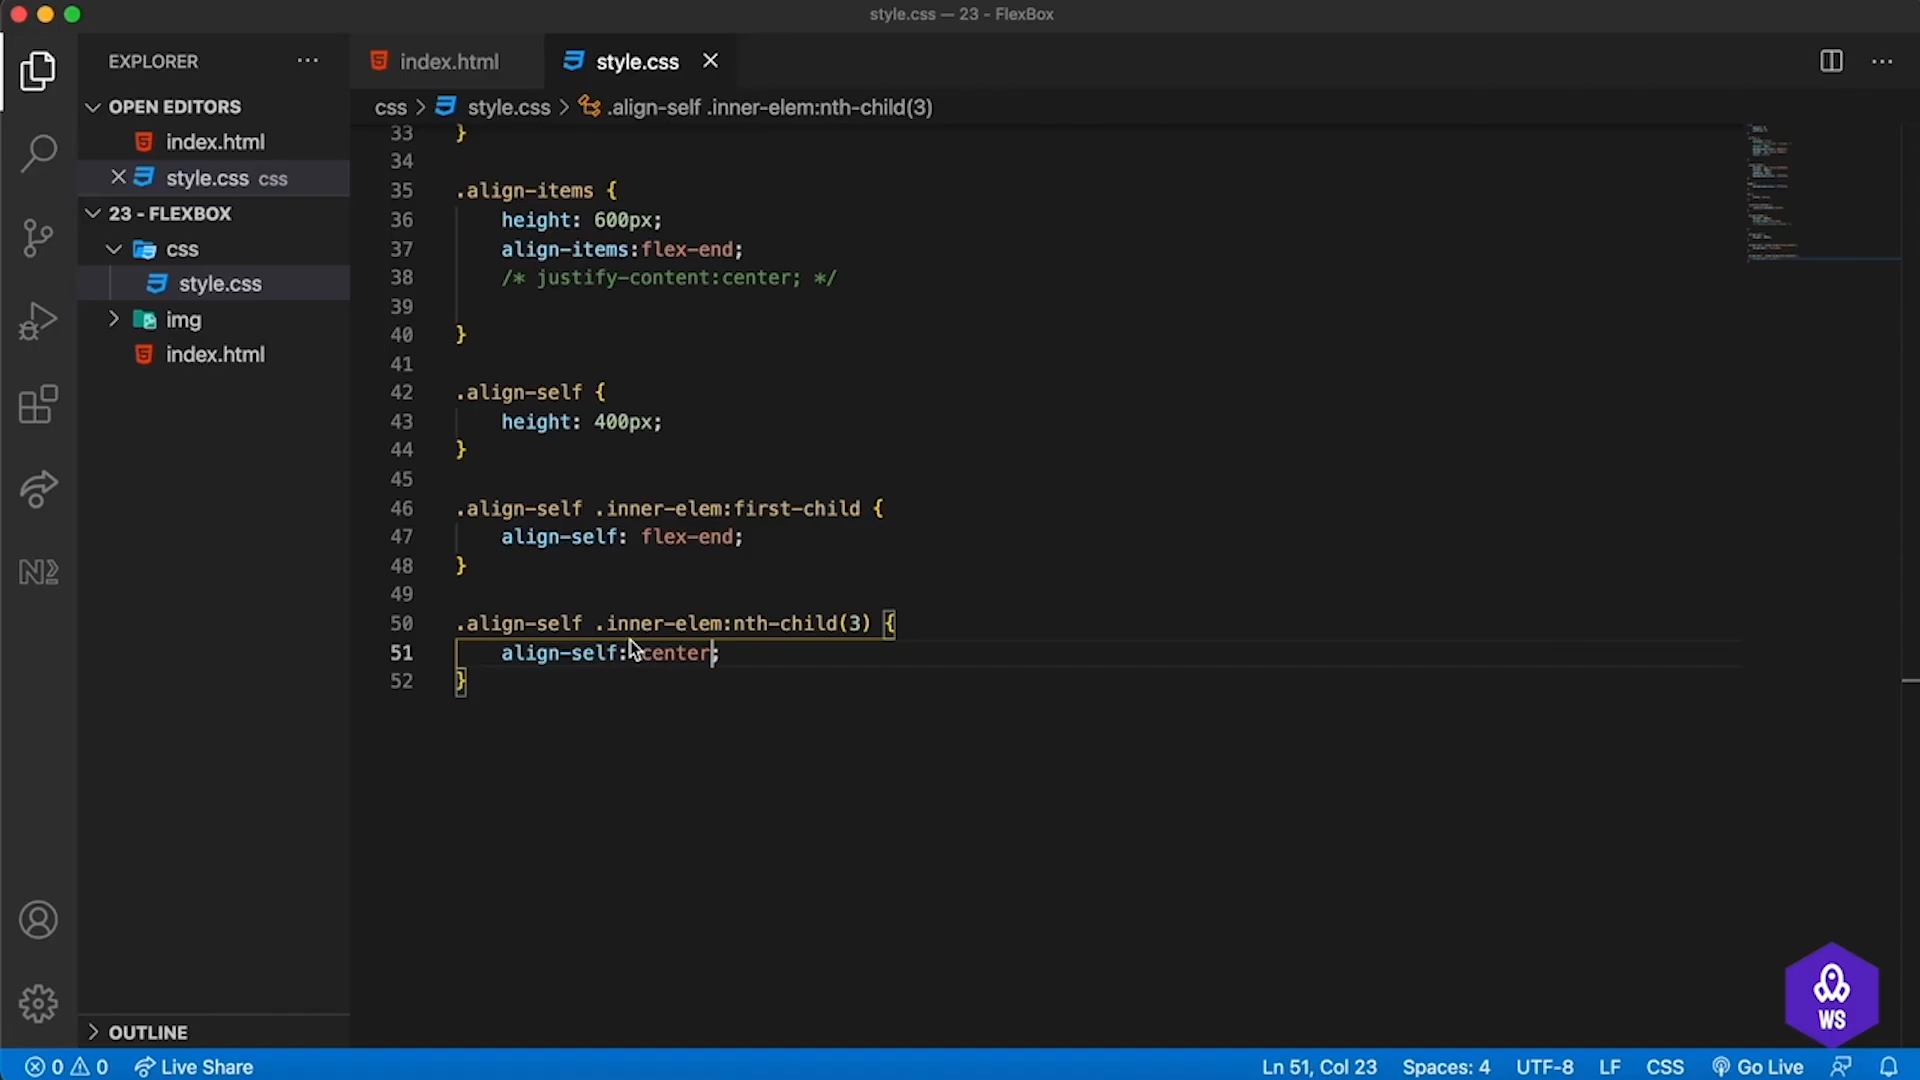 style.css — 23 - FlexBox
EXPLORER
index.html
style.css
OPEN EDITORS
index.html
style.css css
23 - FLEXBOX
css
style.css
img
index.html
OUTLINE
css > style.css > .align-self .inner-elem:nth-child(3)
33 }
34
35 .align-items {
36 height: 600px;
37 align-items:flex-end;
38 /* justify-content:center; */
39
40 }
41
42 .align-self {
43 height: 400px;
44 }
45
46 .align-self .inner-elem:first-child {
47 align-self: flex-end;
48 }
49
50 .align-self .inner-elem:nth-child(3) {
51 align-self: center;
52 }
WS
0 0 Live Share
Ln 51, Col 23 Spaces: 4 UTF-8 LF CSS Go Live